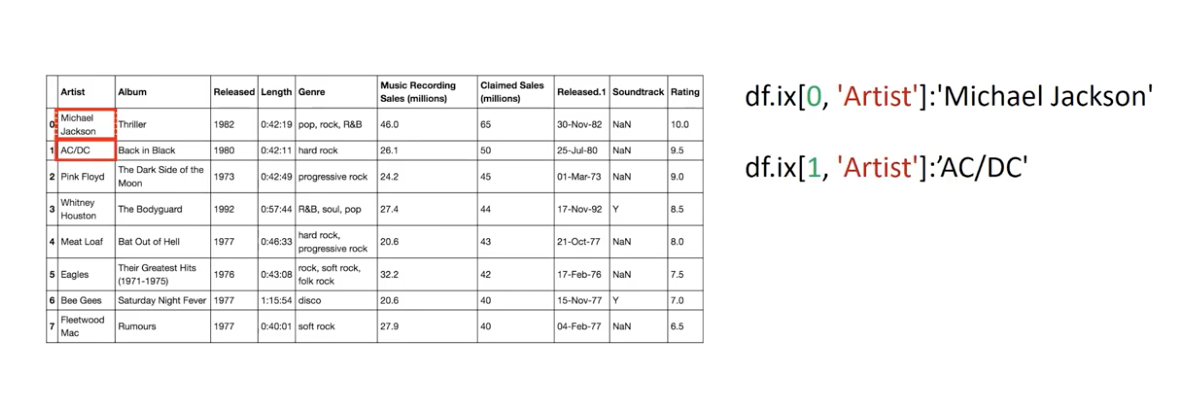 Artist Album Released Length Genre Music Recording Sales (millions) Claimed Sales (millions) Released.1 Soundtrack Rating
0 Michael Jackson Thriller 1982 0:42:19 pop, rock, R&B 46.0 65 30-Nov-82 NaN 10.0
1 AC/DC Back in Black 1980 0:42:11 hard rock 26.1 50 25-Jul-80 NaN 9.5
2 Pink Floyd The Dark Side of the Moon 1973 0:42:49 progressive rock 24.2 45 01-Mar-73 NaN 9.0
3 Whitney Houston The Bodyguard 1992 0:57:44 R&B, soul, pop 27.4 44 17-Nov-92 Y 8.5
4 Meat Loaf Bat Out of Hell 1977 0:46:33 hard rock, progressive rock 20.6 43 21-Oct-77 NaN 8.0
5 Eagles Their Greatest Hits (1971-1975) 1976 0:43:08 rock, soft rock, folk rock 32.2 42 17-Feb-76 NaN 7.5
6 Bee Gees Saturday Night Fever 1977 1:15:54 disco 20.6 40 15-Nov-77 Y 7.0
7 Fleetwood Mac Rumours 1977 0:40:01 soft rock 27.9 40 04-Feb-77 NaN 6.5
df.ix[0, 'Artist']:'Michael Jackson'
df.ix[1, 'Artist']:’AC/DC'